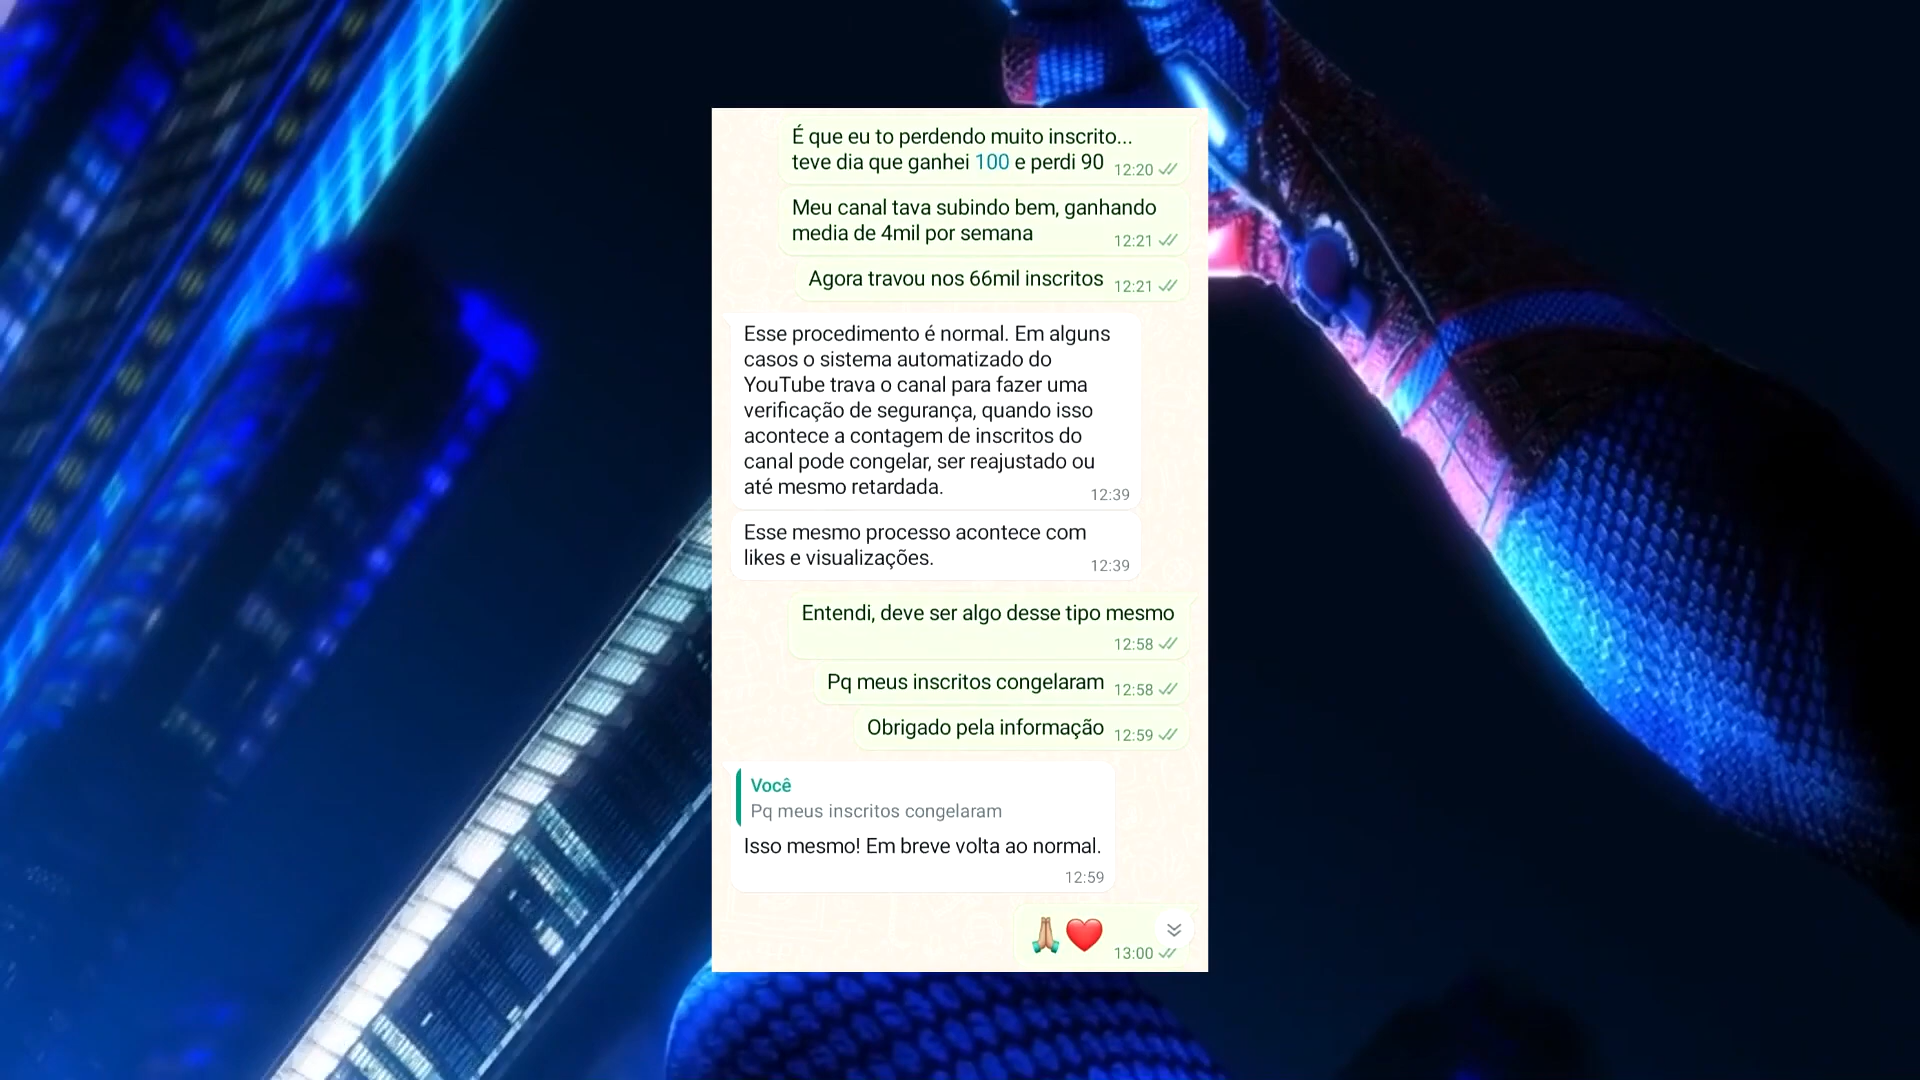 É que eu to perdendo muito inscrito...
teve dia que ganhei 100 e perdi 90 12:20
Meu canal tava subindo bem, ganhando
media de 4mil por semana 12:21
Agora travou nos 66mil inscritos 12:21
Esse procedimento é normal. Em alguns
casos o sistema automatizado do
YouTube trava o canal para fazer uma
verificação de segurança, quando isso
acontece a contagem de inscritos do
canal pode congelar, ser reajustado ou
até mesmo retardada. 12:39
Esse mesmo processo acontece com
likes e visualizações. 12:39
Entendi, deve ser algo desse tipo mesmo
12:58
Pq meus inscritos congelaram 12:58
Obrigado pela informação 12:59
Você
Pq meus inscritos congelaram
Isso mesmo! Em breve volta ao normal.
12:59
🙏🏼❤️ 13:00